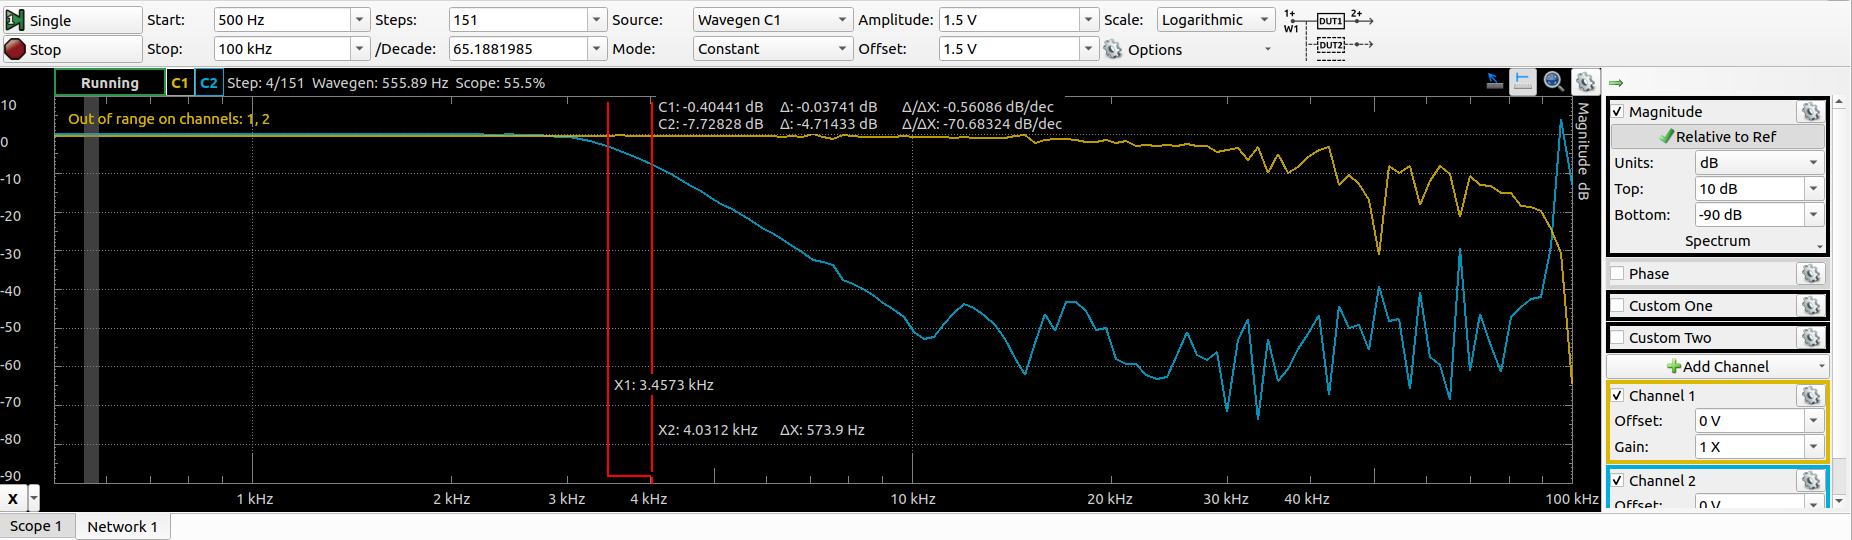 Single Start: 500 Hz Steps: 151 Source: Wavegen C1 Amplitude: 1.5 V Scale: Logarithmic 1+ DUT1 2+
W1
Stop Stop: 100 kHz /Decade: 65.1881985 Mode: Constant Offset: 1.5 V Options DUT2
Running C1 C2 Step: 4/151 Wavegen: 555.89 Hz Scope: 55.5%
C1: -0.40441 dB Δ: -0.03741 dB Δ/ΔX: -0.56086 dB/dec
C2: -7.72828 dB Δ: -4.71433 dB Δ/ΔX: -70.68324 dB/dec
Out of range on channels: 1, 2
10
0
-10
-20
-30
-40
-50
-60
-70
-80
-90
Magnitude dB
X1: 3.4573 kHz
X2: 4.0312 kHz ΔX: 573.9 Hz
X 1 kHz 2 kHz 3 kHz 4 kHz 10 kHz 20 kHz 30 kHz 40 kHz 100 kHz
Magnitude
Relative to Ref
Units: dB
Top: 10 dB
Bottom: -90 dB
Spectrum
Phase
Custom One
Custom Two
Add Channel
Channel 1
Offset: 0 V
Gain: 1 X
Channel 2
Offset: 0 V
Scope 1 Network 1